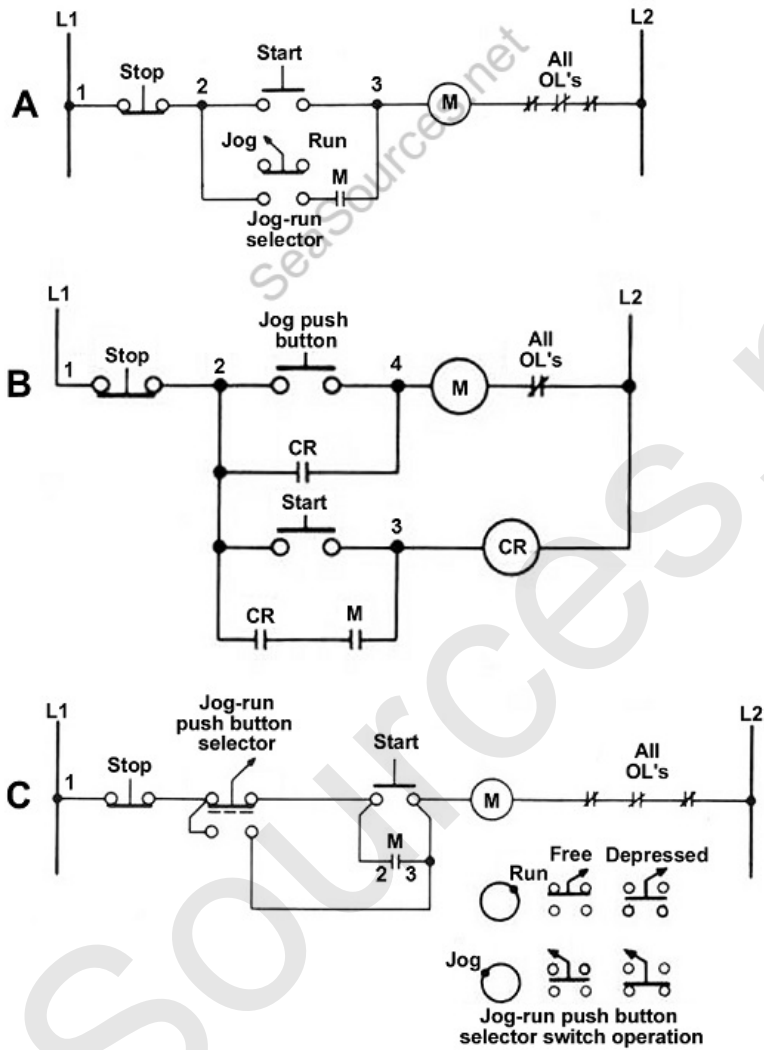 L1
L2
Stop
Start
All
OL's
1
2
3
A
M
Jog
Run
M
Jog-run
selector
SeaSources.net
L1
L2
Jog push
button
All
OL's
Stop
1
2
4
B
M
CR
Start
3
CR
CR
M
Jog-run
push button
selector
L1
L2
Start
All
OL's
Stop
1
C
M
M
2 3
Free Depressed
Run
Jog
Jog-run push button
selector switch operation
Sources.